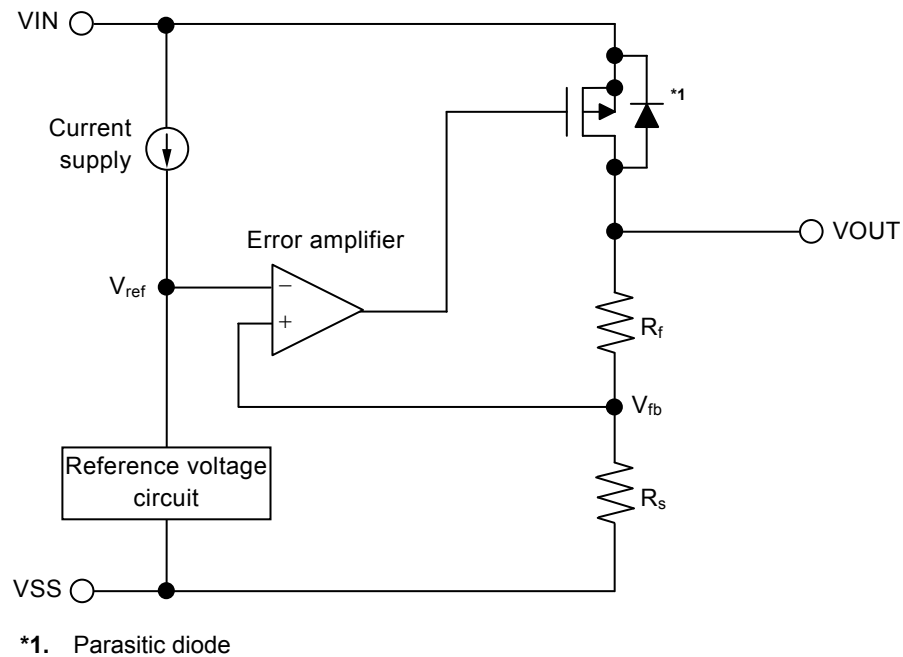 VIN
*1
Current
supply
VOUT
Error amplifier
Vref
−
+
Rf
Vfb
Reference voltage
circuit
Rs
VSS
*1. Parasitic diode